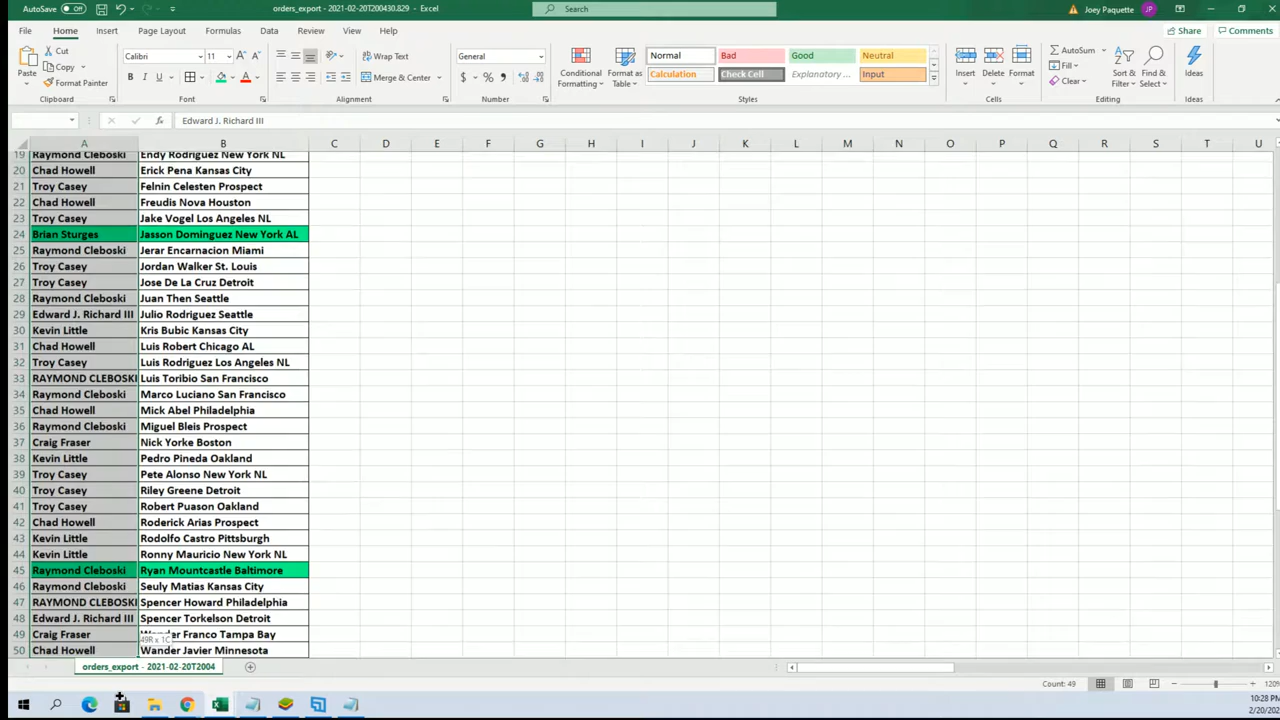 AutoSave Off orders_export - 2021-02-20T200430.829 - Excel Search Joey Paquette JP
File Home Insert Page Layout Formulas Data Review View Help Share Comments
Paste Cut Copy Format Painter Clipboard
Calibri 11 B I U Font
Wrap Text Merge & Center Alignment
General $ % Number
Conditional Formatting Format as Table Normal Bad Good Neutral Calculation Check Cell Explanatory ... Input Styles
Insert Delete Format Cells
AutoSum Fill Clear Sort & Filter Find & Select Editing
Ideas Ideas
fx Edward J. Richard III
A B C D E F G H I J K L M N O P Q R S T U
19 Raymond Cleboski Endy Rodriguez New York NL
20 Chad Howell Erick Pena Kansas City
21 Troy Casey Felnin Celesten Prospect
22 Chad Howell Freudis Nova Houston
23 Troy Casey Jake Vogel Los Angeles NL
24 Brian Sturges Jasson Dominguez New York AL
25 Raymond Cleboski Jerar Encarnacion Miami
26 Troy Casey Jordan Walker St. Louis
27 Troy Casey Jose De La Cruz Detroit
28 Raymond Cleboski Juan Then Seattle
29 Edward J. Richard III Julio Rodriguez Seattle
30 Kevin Little Kris Bubic Kansas City
31 Chad Howell Luis Robert Chicago AL
32 Troy Casey Luis Rodriguez Los Angeles NL
33 RAYMOND CLEBOSKI Luis Toribio San Francisco
34 Raymond Cleboski Marco Luciano San Francisco
35 Chad Howell Mick Abel Philadelphia
36 Raymond Cleboski Miguel Bleis Prospect
37 Craig Fraser Nick Yorke Boston
38 Kevin Little Pedro Pineda Oakland
39 Troy Casey Pete Alonso New York NL
40 Troy Casey Riley Greene Detroit
41 Troy Casey Robert Puason Oakland
42 Chad Howell Roderick Arias Prospect
43 Kevin Little Rodolfo Castro Pittsburgh
44 Kevin Little Ronny Mauricio New York NL
45 Raymond Cleboski Ryan Mountcastle Baltimore
46 Raymond Cleboski Seuly Matias Kansas City
47 RAYMOND CLEBOSKI Spencer Howard Philadelphia
48 Edward J. Richard III Spencer Torkelson Detroit
49 Craig Fraser Wander Franco Tampa Bay
49R x 1C
50 Chad Howell Wander Javier Minnesota
orders_export - 2021-02-20T2004
Count: 49 120%
10:28 PM
2/20/202